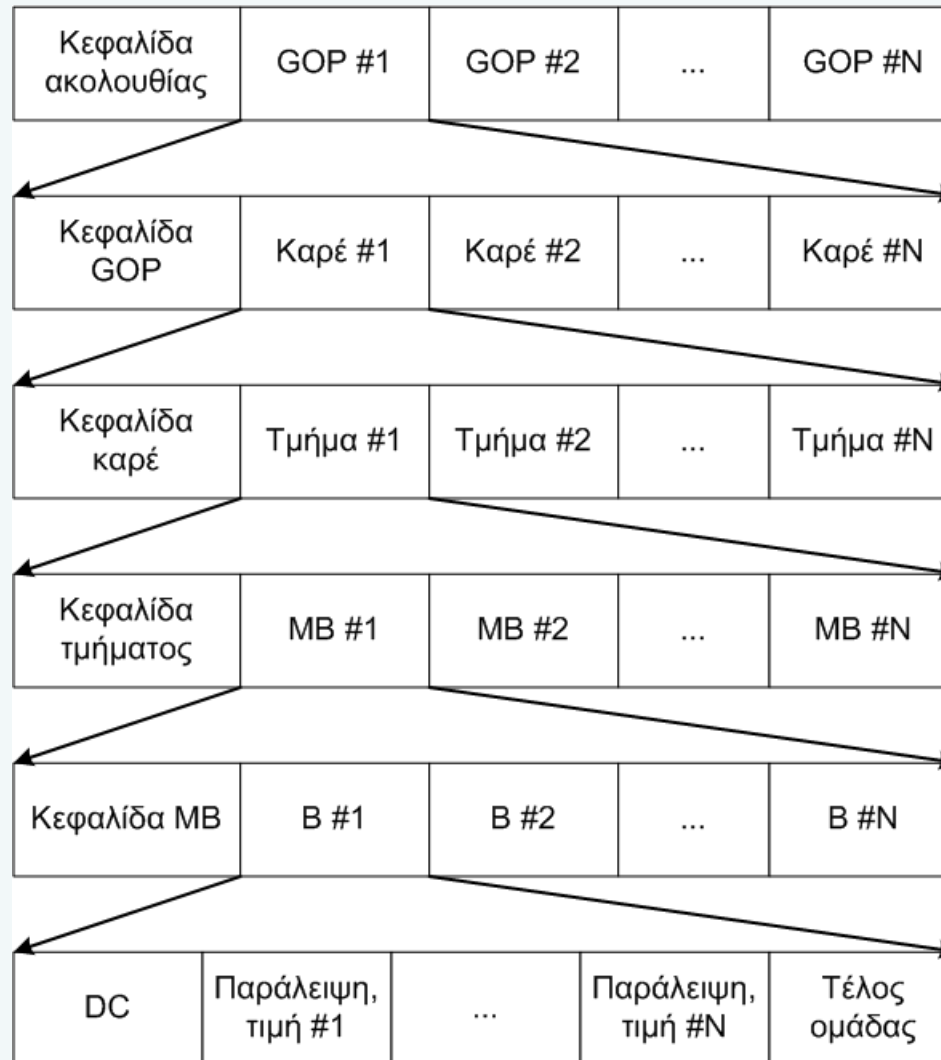 Κεφαλίδα
ακολουθίας
GOP #1
GOP #2
...
GOP #N
Κεφαλίδα
GOP
Καρέ #1
Καρέ #2
...
Καρέ #N
Κεφαλίδα
καρέ
Τμήμα #1
Τμήμα #2
...
Τμήμα #N
Κεφαλίδα
τμήματος
MB #1
MB #2
...
MB #N
Κεφαλίδα MB
B #1
B #2
...
B #N
DC
Παράλειψη,
τιμή #1
...
Παράλειψη,
τιμή #N
Τέλος
ομάδας